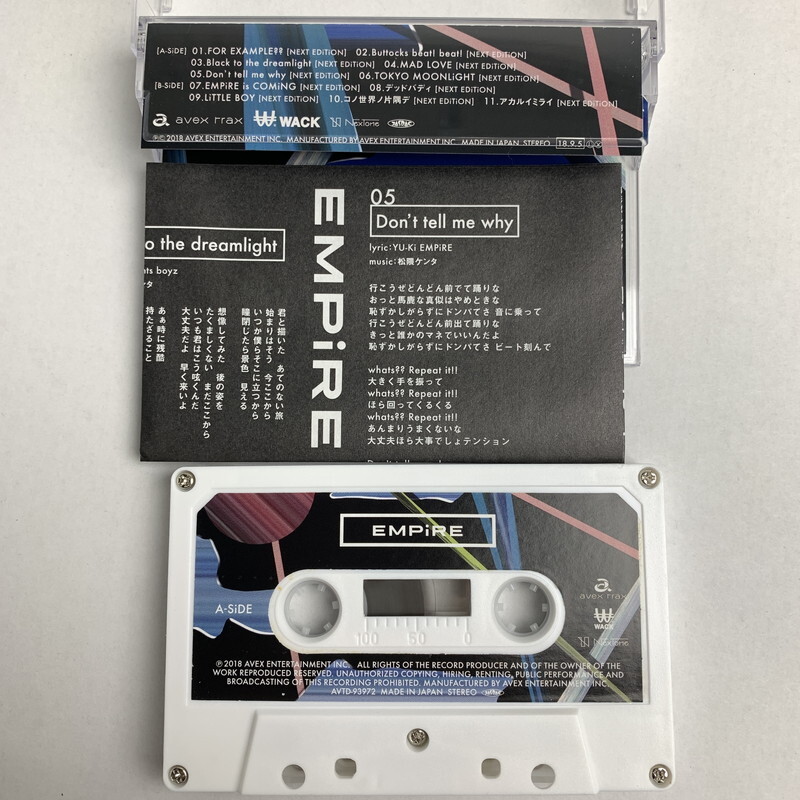 [A-SiDE] 01.FOR EXAMPLE?? [NEXT EDiTiON] 02.Buttocks beat! beat! [NEXT EDiTiON]
03.Black to the dreamlight [NEXT EDiTiON] 04.MAD LOVE [NEXT EDiTiON]
05.Don't tell me why [NEXT EDiTiON] 06.TOKYO MOONLiGHT [NEXT EDiTiON]
[B-SiDE] 07.EMPiRE is COMiNG [NEXT EDiTiON] 08.デッドバディ [NEXT EDiTiON]
09.LiTTLE BOY [NEXT EDiTiON] 10.コノ世界ノ片隅デ [NEXT EDiTiON] 11.アカルイミライ [NEXT EDiTiON]
a avex trax WACK NexTone
Ⓟ© 2018 AVEX ENTERTAINMENT INC. MANUFACTURED BY AVEX ENTERTAINMENT INC. MADE IN JAPAN STEREO 18.9.5
o the dreamlight
nts boyz
ンタ
君と描いた あてのない旅
始まりはそう 今ここから
いつか僕らそこに立つから
瞳閉じたら景色 見える
想像してみた 後の姿を
たくましくない まだここから
いつも君はこう呟くんだ
大丈夫だよ 早く来いよ
あぁ時に残酷
持たざること
EMPiRE
05
Don't tell me why
lyric:YU-Ki EMPiRE
music:松隈ケンタ
行こうぜどんどん前でて踊りな
おっと馬鹿な真似はやめときな
恥ずかしがらずにドンパてさ 音に乗って
行こうぜどんどん前出て踊りな
きっと誰かのマネでいいんだよ
恥ずかしがらずにドンパてさ ビート刻んで
whats?? Repeat it!!
大きく手を振って
whats?? Repeat it!!
ほら回ってくるくる
whats?? Repeat it!!
あんまりうまくないな
大丈夫ほら大事でしょテンション
EMPiRE
A-SiDE
a
avex trax
WACK
NexTone
100 50 0
Ⓟ 2018 AVEX ENTERTAINMENT INC. ALL RIGHTS OF THE RECORD PRODUCER AND OF THE OWNER OF THE
WORK REPRODUCED RESERVED. UNAUTHORIZED COPYING, HIRING, RENTING, PUBLIC PERFORMANCE AND
BROADCASTING OF THIS RECORDING PROHIBITED. MANUFACTURED BY AVEX ENTERTAINMENT INC.
AVTD-93972 MADE IN JAPAN STEREO